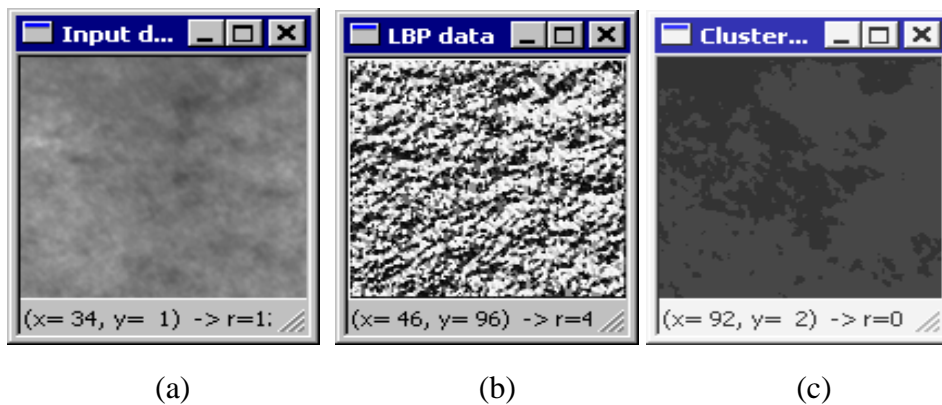 Input d...
LBP data
Cluster...
(x= 34, y= 1) -> r=1
(x= 46, y= 96) -> r=4
(x= 92, y= 2) -> r=0
(a)
(b)
(c)